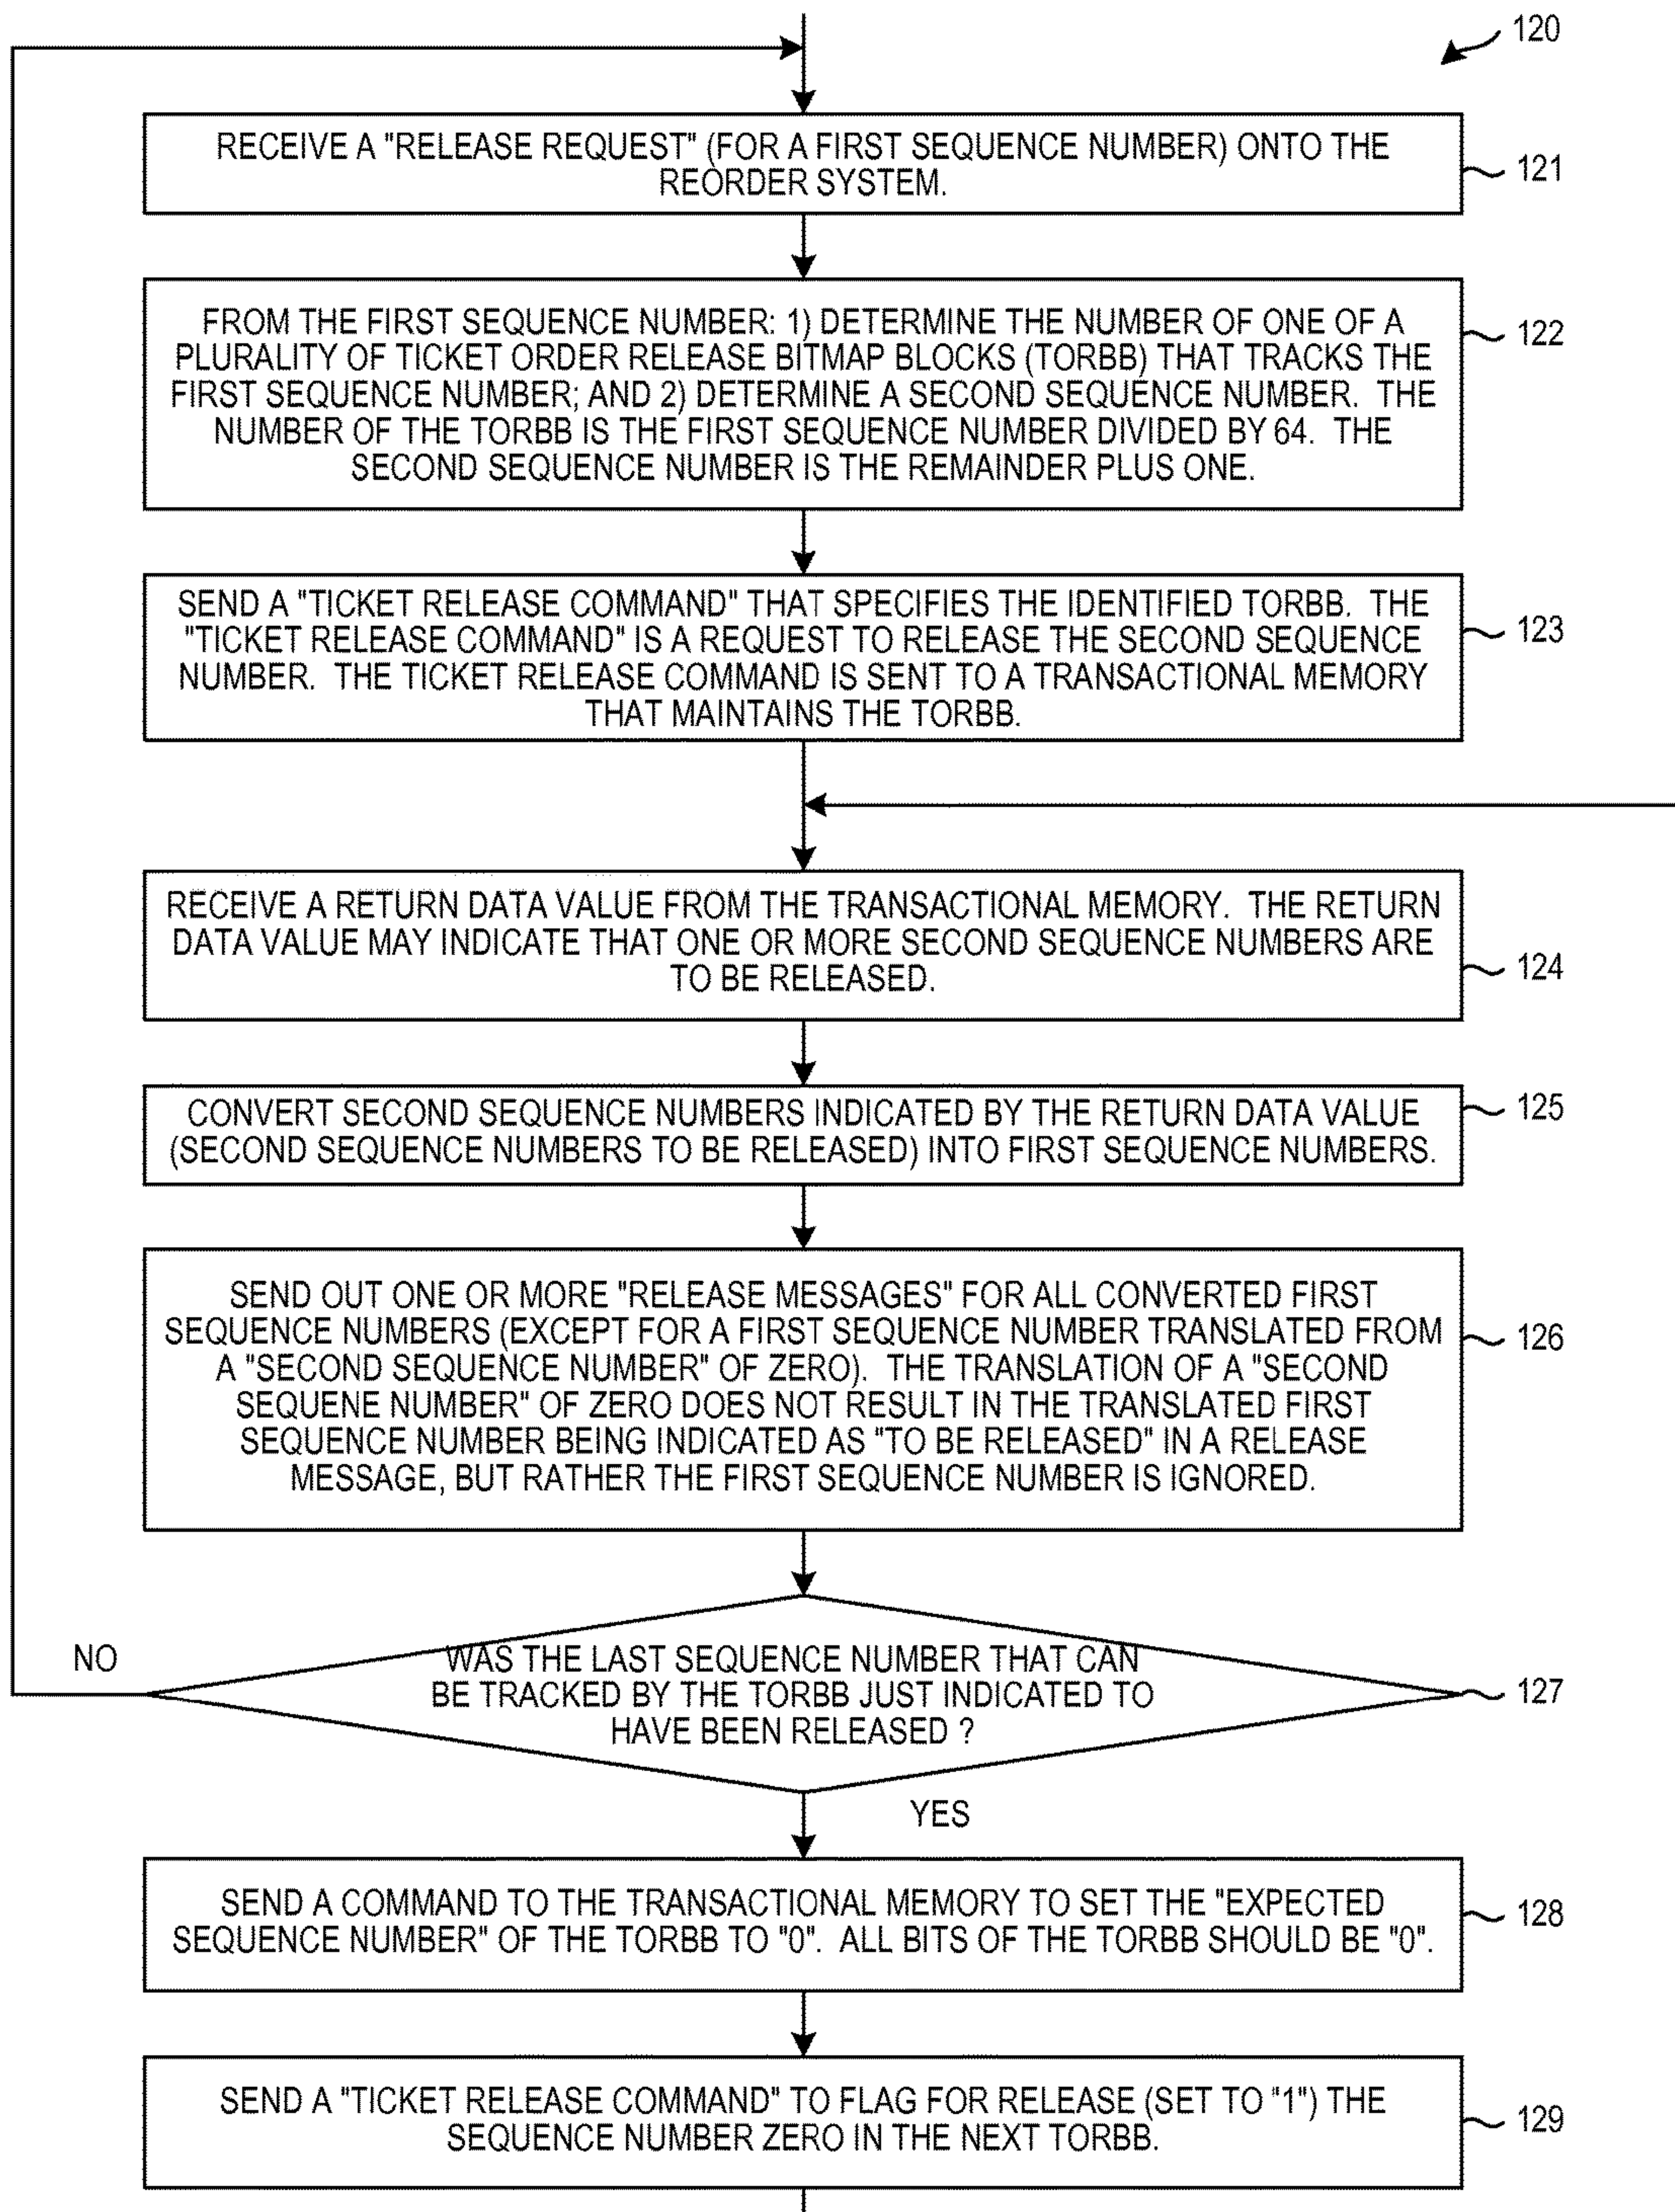 120
RECEIVE A "RELEASE REQUEST" (FOR A FIRST SEQUENCE NUMBER) ONTO THE
REORDER SYSTEM.
121
FROM THE FIRST SEQUENCE NUMBER: 1) DETERMINE THE NUMBER OF ONE OF A
PLURALITY OF TICKET ORDER RELEASE BITMAP BLOCKS (TORBB) THAT TRACKS THE
FIRST SEQUENCE NUMBER; AND 2) DETERMINE A SECOND SEQUENCE NUMBER. THE
NUMBER OF THE TORBB IS THE FIRST SEQUENCE NUMBER DIVIDED BY 64. THE
SECOND SEQUENCE NUMBER IS THE REMAINDER PLUS ONE.
122
SEND A "TICKET RELEASE COMMAND" THAT SPECIFIES THE IDENTIFIED TORBB. THE
"TICKET RELEASE COMMAND" IS A REQUEST TO RELEASE THE SECOND SEQUENCE
NUMBER. THE TICKET RELEASE COMMAND IS SENT TO A TRANSACTIONAL MEMORY
THAT MAINTAINS THE TORBB.
123
RECEIVE A RETURN DATA VALUE FROM THE TRANSACTIONAL MEMORY. THE RETURN
DATA VALUE MAY INDICATE THAT ONE OR MORE SECOND SEQUENCE NUMBERS ARE
TO BE RELEASED.
124
CONVERT SECOND SEQUENCE NUMBERS INDICATED BY THE RETURN DATA VALUE
(SECOND SEQUENCE NUMBERS TO BE RELEASED) INTO FIRST SEQUENCE NUMBERS.
125
SEND OUT ONE OR MORE "RELEASE MESSAGES" FOR ALL CONVERTED FIRST
SEQUENCE NUMBERS (EXCEPT FOR A FIRST SEQUENCE NUMBER TRANSLATED FROM
A "SECOND SEQUENCE NUMBER" OF ZERO). THE TRANSLATION OF A "SECOND
SEQUENE NUMBER" OF ZERO DOES NOT RESULT IN THE TRANSLATED FIRST
SEQUENCE NUMBER BEING INDICATED AS "TO BE RELEASED" IN A RELEASE
MESSAGE, BUT RATHER THE FIRST SEQUENCE NUMBER IS IGNORED.
126
NO
WAS THE LAST SEQUENCE NUMBER THAT CAN
BE TRACKED BY THE TORBB JUST INDICATED TO
HAVE BEEN RELEASED ?
127
YES
SEND A COMMAND TO THE TRANSACTIONAL MEMORY TO SET THE "EXPECTED
SEQUENCE NUMBER" OF THE TORBB TO "0". ALL BITS OF THE TORBB SHOULD BE "0".
128
SEND A "TICKET RELEASE COMMAND" TO FLAG FOR RELEASE (SET TO "1") THE
SEQUENCE NUMBER ZERO IN THE NEXT TORBB.
129